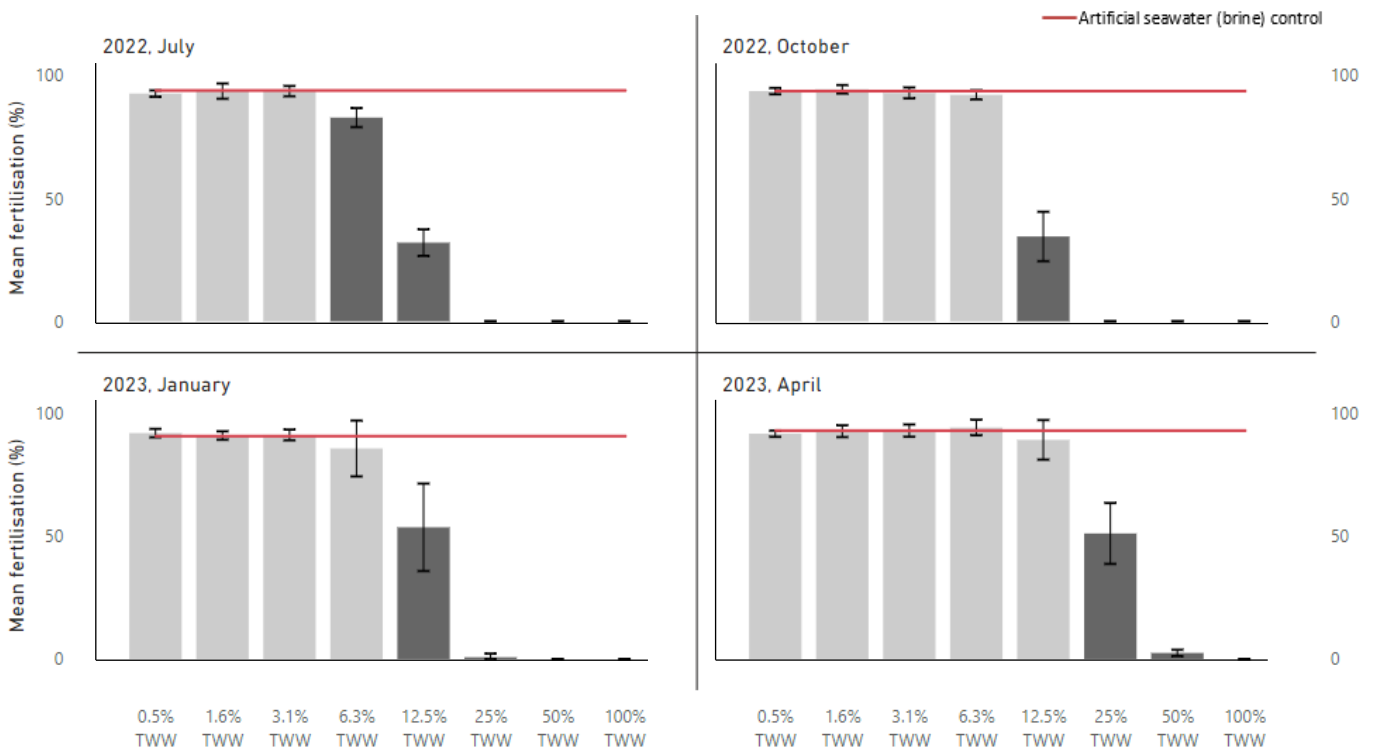 Artificial seawater (brine) control
2022, July
2022, October
Mean fertilisation (%)
100
50
0
100
50
0
2023, January
2023, April
Mean fertilisation (%)
100
50
0
100
50
0
0.5% 1.6% 3.1% 6.3% 12.5% 25% 50% 100%
TWW TWW TWW TWW TWW TWW TWW TWW
0.5% 1.6% 3.1% 6.3% 12.5% 25% 50% 100%
TWW TWW TWW TWW TWW TWW TWW TWW